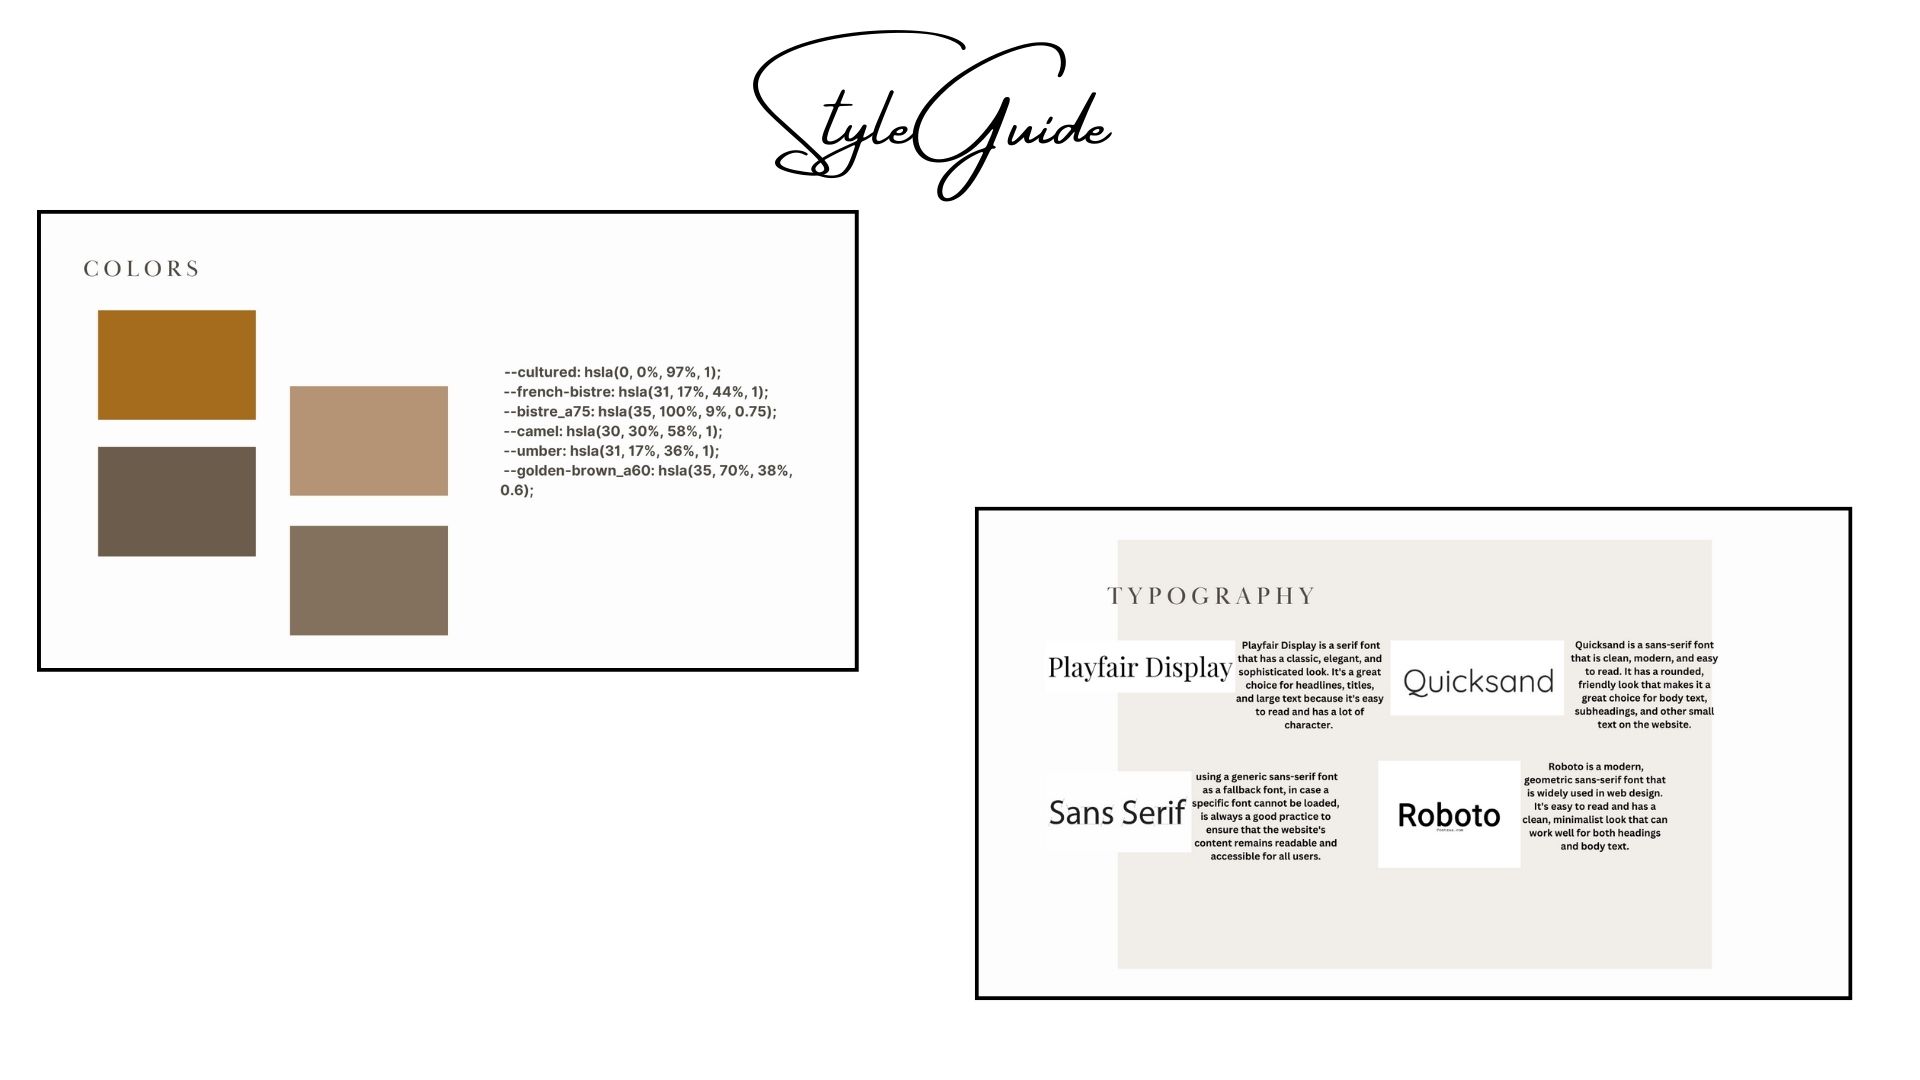 Style Guide
COLORS
--cultured: hsla(0, 0%, 97%, 1);
--french-bistre: hsla(31, 17%, 44%, 1);
--bistre_a75: hsla(35, 100%, 9%, 0.75);
--camel: hsla(30, 30%, 58%, 1);
--umber: hsla(31, 17%, 36%, 1);
--golden-brown_a60: hsla(35, 70%, 38%,
0.6);
TYPOGRAPHY
Playfair Display
Playfair Display is a serif font
that has a classic, elegant, and
sophisticated look. It's a great
choice for headlines, titles,
and large text because it's easy
to read and has a lot of
character.
Quicksand
Quicksand is a sans-serif font
that is clean, modern, and easy
to read. It has a rounded,
friendly look that makes it a
great choice for body text,
subheadings, and other small
text on the website.
Sans Serif
using a generic sans-serif font
as a fallback font, in case a
specific font cannot be loaded,
is always a good practice to
ensure that the website's
content remains readable and
accessible for all users.
Roboto
Roboto is a modern,
geometric sans-serif font that
is widely used in web design.
It's easy to read and has a
clean, minimalist look that can
work well for both headings
and body text.